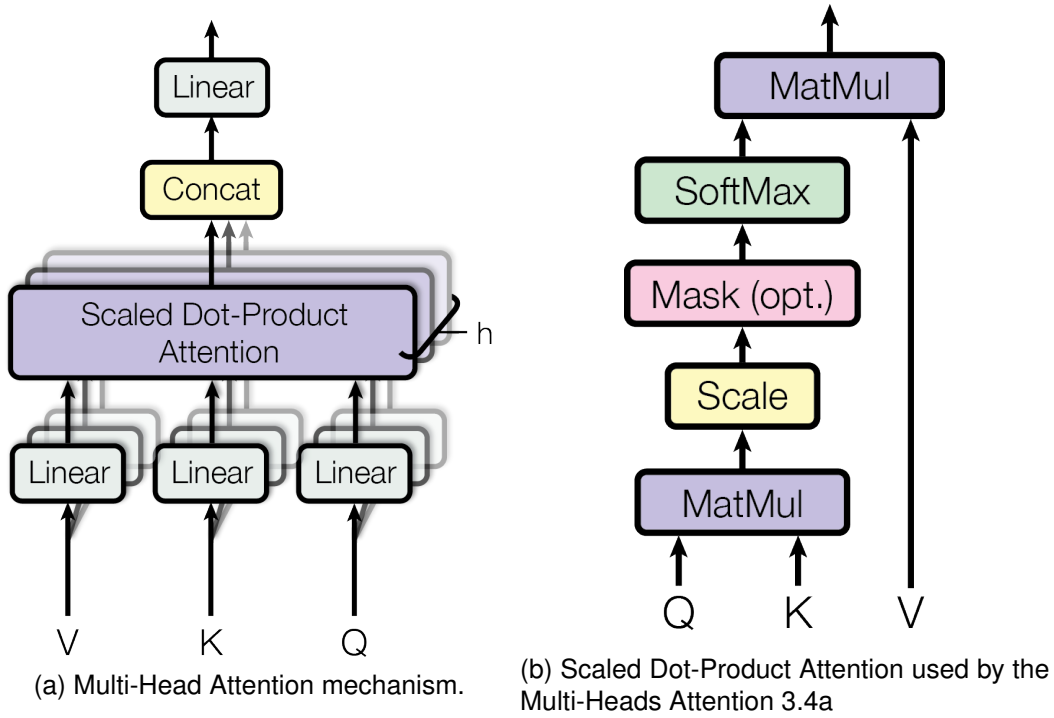 Linear
Concat
Scaled Dot-Product
Attention
h
Linear
Linear
Linear
V
K
Q
(a) Multi-Head Attention mechanism.
MatMul
SoftMax
Mask (opt.)
Scale
MatMul
Q
K
V
(b) Scaled Dot-Product Attention used by the
Multi-Heads Attention 3.4a